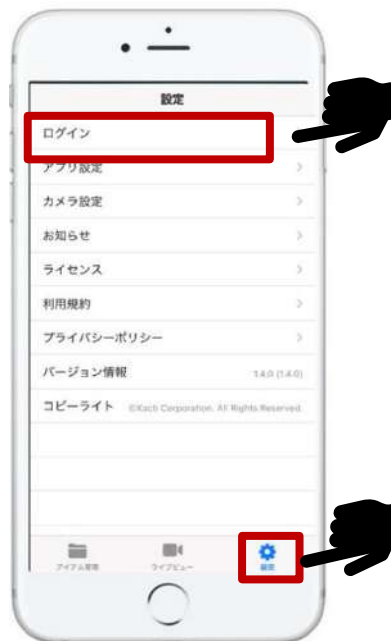 設定
ログイン
アプリ設定
カメラ設定
お知らせ
ライセンス
利用規約
プライバシーポリシー
バージョン情報 1.4.0 (1.4.0)
コピーライト ©Xacti Corporation. All Rights Reserved.
アイテム管理 ライブビュー 設定